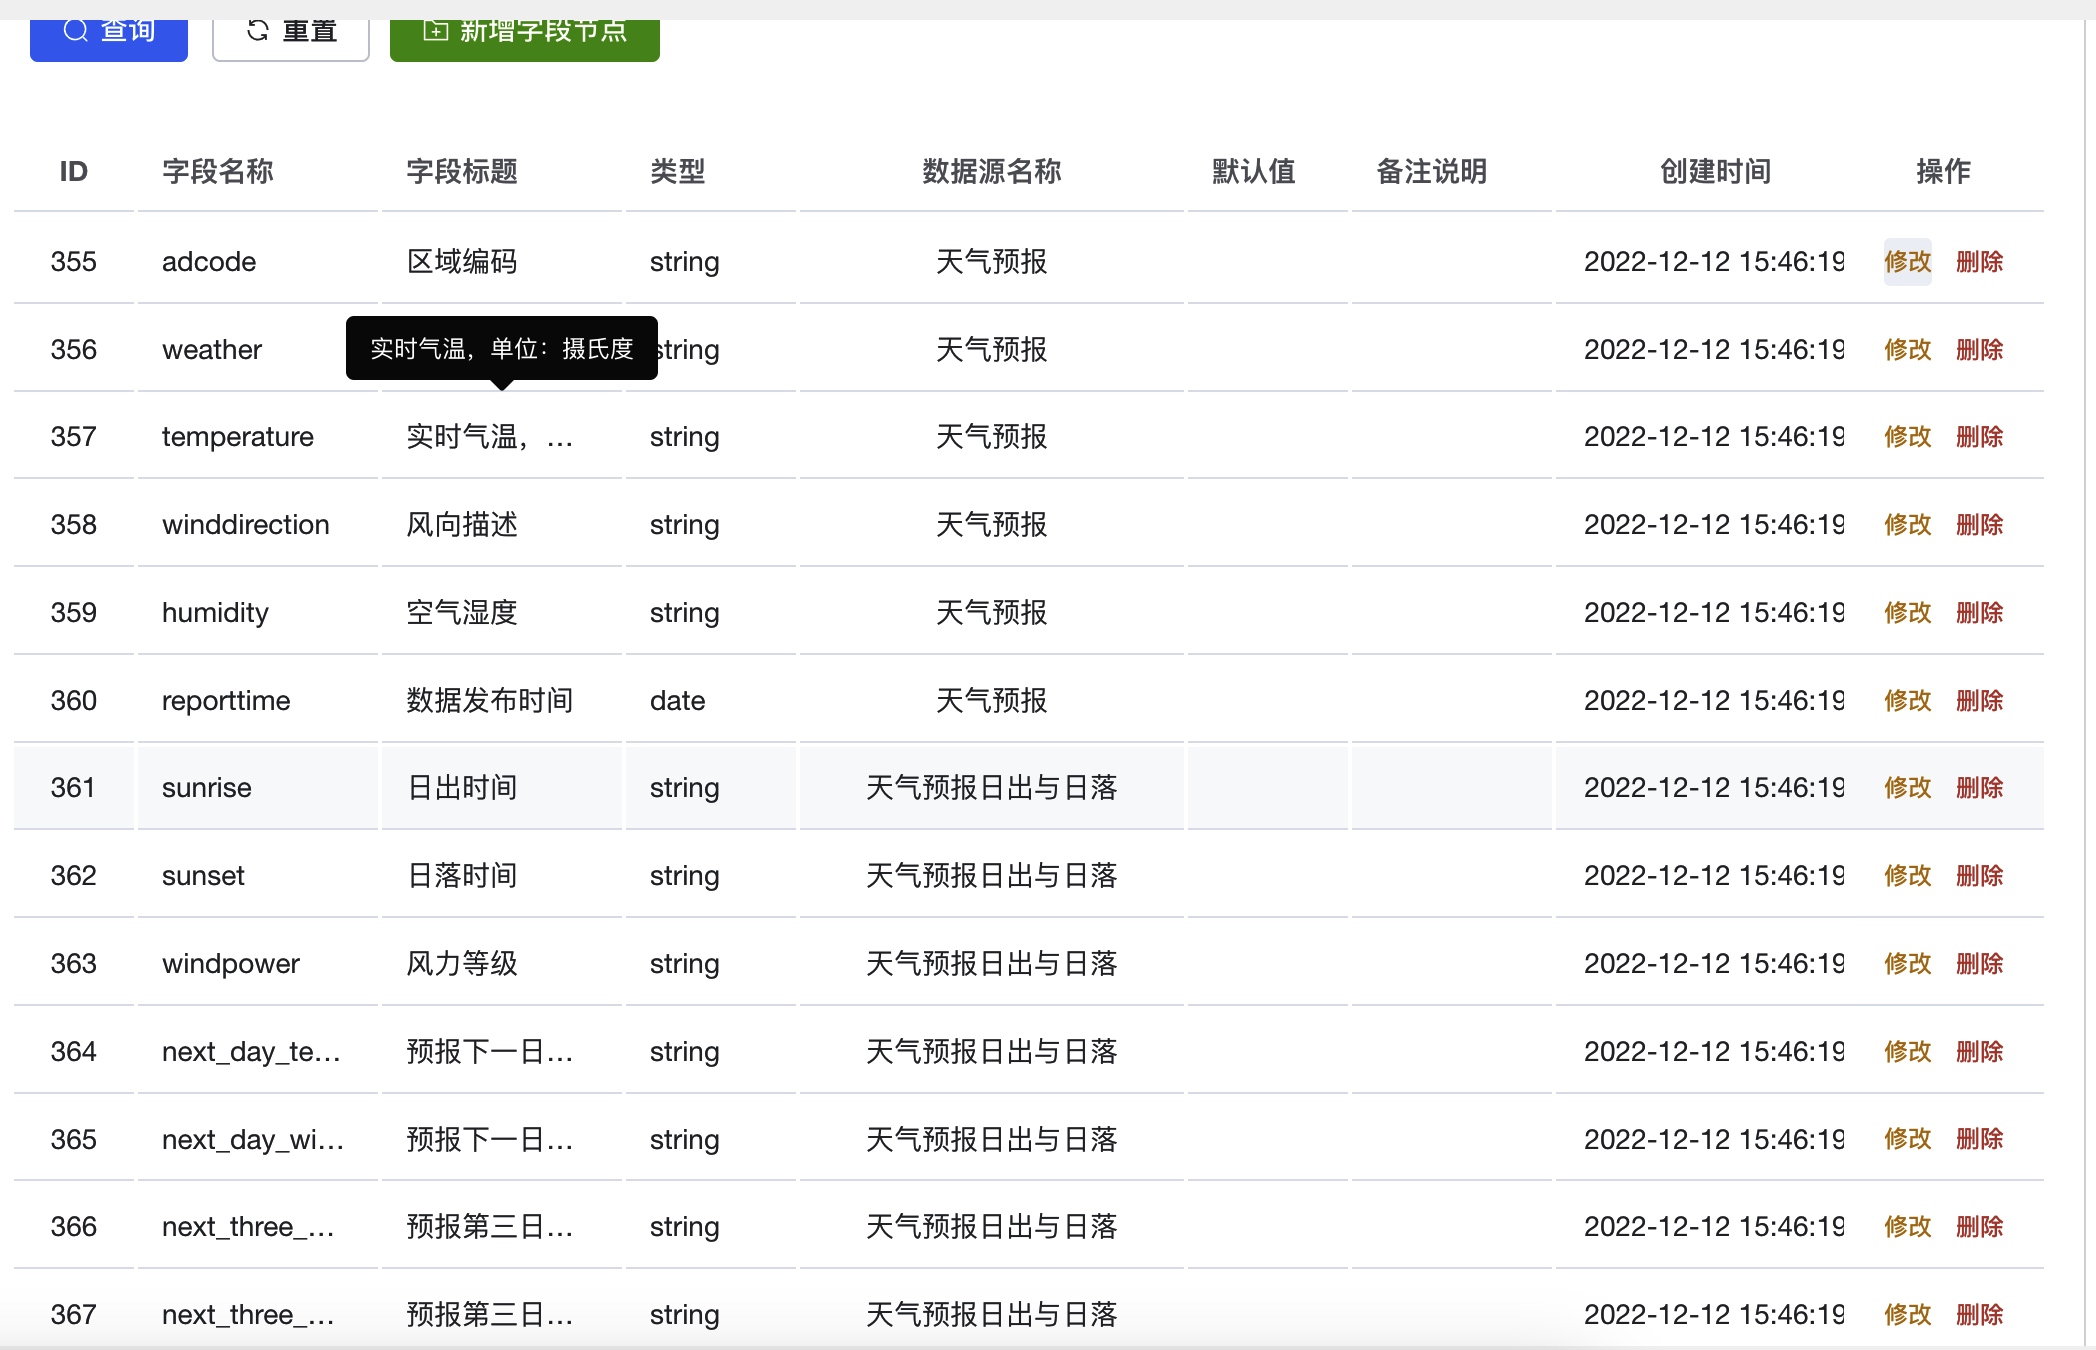 查询 重置 新增字段节点
ID 字段名称 字段标题 类型 数据源名称 默认值 备注说明 创建时间 操作
355 adcode 区域编码 string 天气预报 2022-12-12 15:46:19 修改 删除
实时气温，单位：摄氏度
356 weather string 天气预报 2022-12-12 15:46:19 修改 删除
357 temperature 实时气温，... string 天气预报 2022-12-12 15:46:19 修改 删除
358 winddirection 风向描述 string 天气预报 2022-12-12 15:46:19 修改 删除
359 humidity 空气湿度 string 天气预报 2022-12-12 15:46:19 修改 删除
360 reporttime 数据发布时间 date 天气预报 2022-12-12 15:46:19 修改 删除
361 sunrise 日出时间 string 天气预报日出与日落 2022-12-12 15:46:19 修改 删除
362 sunset 日落时间 string 天气预报日出与日落 2022-12-12 15:46:19 修改 删除
363 windpower 风力等级 string 天气预报日出与日落 2022-12-12 15:46:19 修改 删除
364 next_day_te... 预报下一日... string 天气预报日出与日落 2022-12-12 15:46:19 修改 删除
365 next_day_wi... 预报下一日... string 天气预报日出与日落 2022-12-12 15:46:19 修改 删除
366 next_three_... 预报第三日... string 天气预报日出与日落 2022-12-12 15:46:19 修改 删除
367 next_three_... 预报第三日... string 天气预报日出与日落 2022-12-12 15:46:19 修改 删除